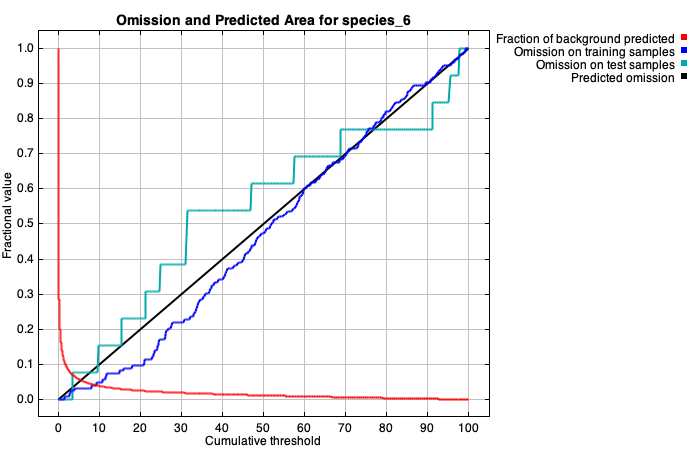 Omission and Predicted Area for species_6
Fraction of background predicted
Omission on training samples
Omission on test samples
Predicted omission
Fractional value
1.0
0.9
0.8
0.7
0.6
0.5
0.4
0.3
0.2
0.1
0.0
0 10 20 30 40 50 60 70 80 90 100
Cumulative threshold